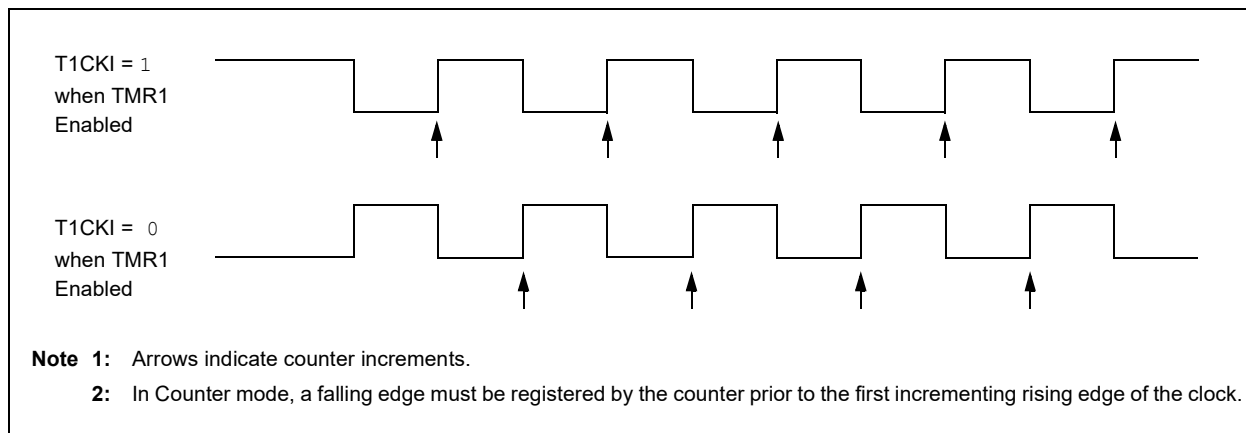 T1CKI = 1
when TMR1
Enabled
T1CKI = 0
when TMR1
Enabled
Note 1: Arrows indicate counter increments.
2: In Counter mode, a falling edge must be registered by the counter prior to the first incrementing rising edge of the clock.